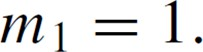 m₁ = 1.